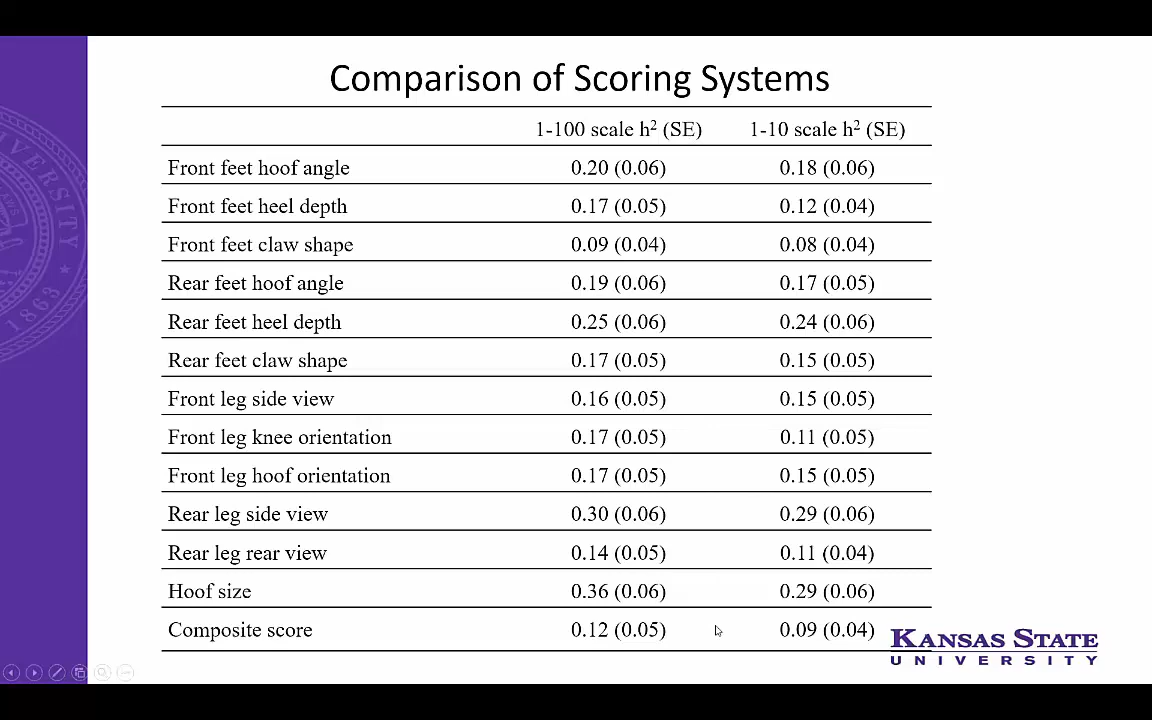 Comparison of Scoring Systems
1-100 scale h² (SE) 1-10 scale h² (SE)
Front feet hoof angle 0.20 (0.06) 0.18 (0.06)
Front feet heel depth 0.17 (0.05) 0.12 (0.04)
Front feet claw shape 0.09 (0.04) 0.08 (0.04)
Rear feet hoof angle 0.19 (0.06) 0.17 (0.05)
Rear feet heel depth 0.25 (0.06) 0.24 (0.06)
Rear feet claw shape 0.17 (0.05) 0.15 (0.05)
Front leg side view 0.16 (0.05) 0.15 (0.05)
Front leg knee orientation 0.17 (0.05) 0.11 (0.05)
Front leg hoof orientation 0.17 (0.05) 0.15 (0.05)
Rear leg side view 0.30 (0.06) 0.29 (0.06)
Rear leg rear view 0.14 (0.05) 0.11 (0.04)
Hoof size 0.36 (0.06) 0.29 (0.06)
Composite score 0.12 (0.05) 0.09 (0.04)
KANSAS STATE
UNIVERSITY
1863